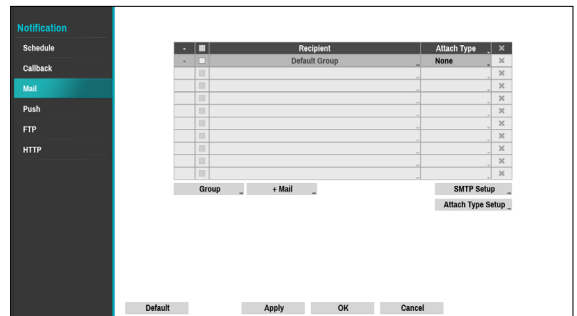 Notification
Schedule
Callback
Mail
Push
FTP
HTTP
- Recipient Attach Type
- Default Group None
Group + Mail SMTP Setup
Attach Type Setup
Default Apply OK Cancel